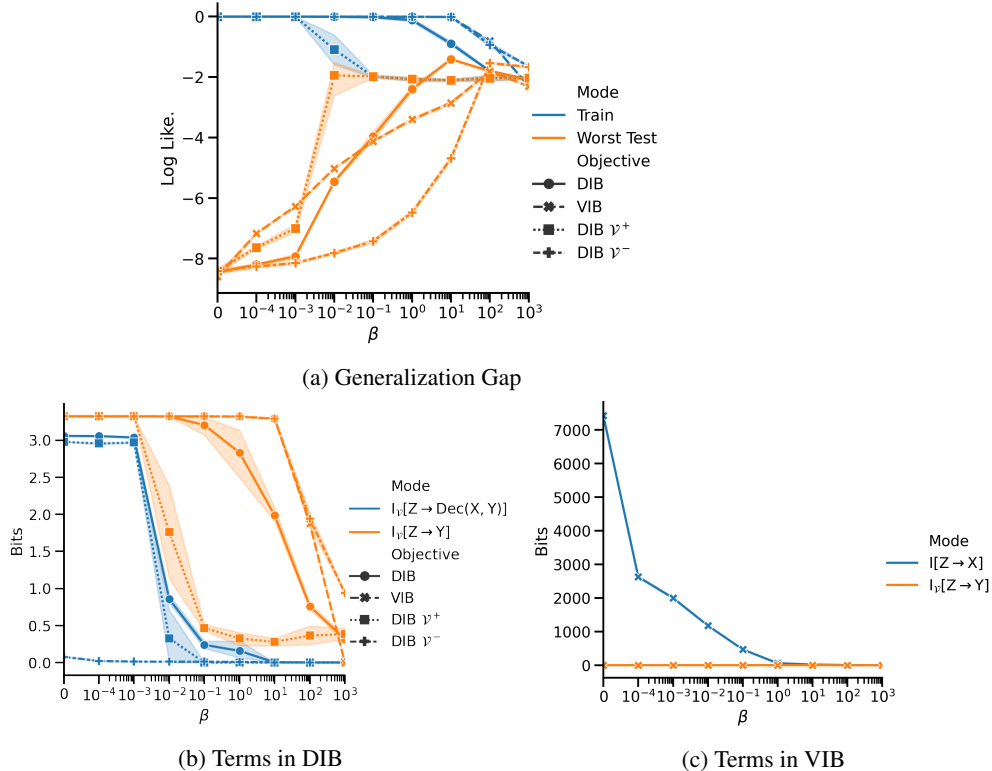 0
−2
−4
−6
−8
Log Like.
0 10⁻⁴ 10⁻³ 10⁻² 10⁻¹ 10⁰ 10¹ 10² 10³
β
Mode
Train
Worst Test
Objective
DIB
VIB
DIB 𝒱⁺
DIB 𝒱⁻
(a) Generalization Gap
3.0
2.5
2.0
1.5
1.0
0.5
0.0
Bits
0 10⁻⁴ 10⁻³ 10⁻² 10⁻¹ 10⁰ 10¹ 10² 10³
β
Mode
I𝒱[Z→Dec(X, Y)]
I𝒱[Z→Y]
Objective
DIB
VIB
DIB 𝒱⁺
DIB 𝒱⁻
(b) Terms in DIB
7000
6000
5000
4000
3000
2000
1000
0
Bits
0 10⁻⁴ 10⁻³ 10⁻² 10⁻¹ 10⁰ 10¹ 10² 10³
β
Mode
I[Z→X]
I𝒱[Z→Y]
(c) Terms in VIB